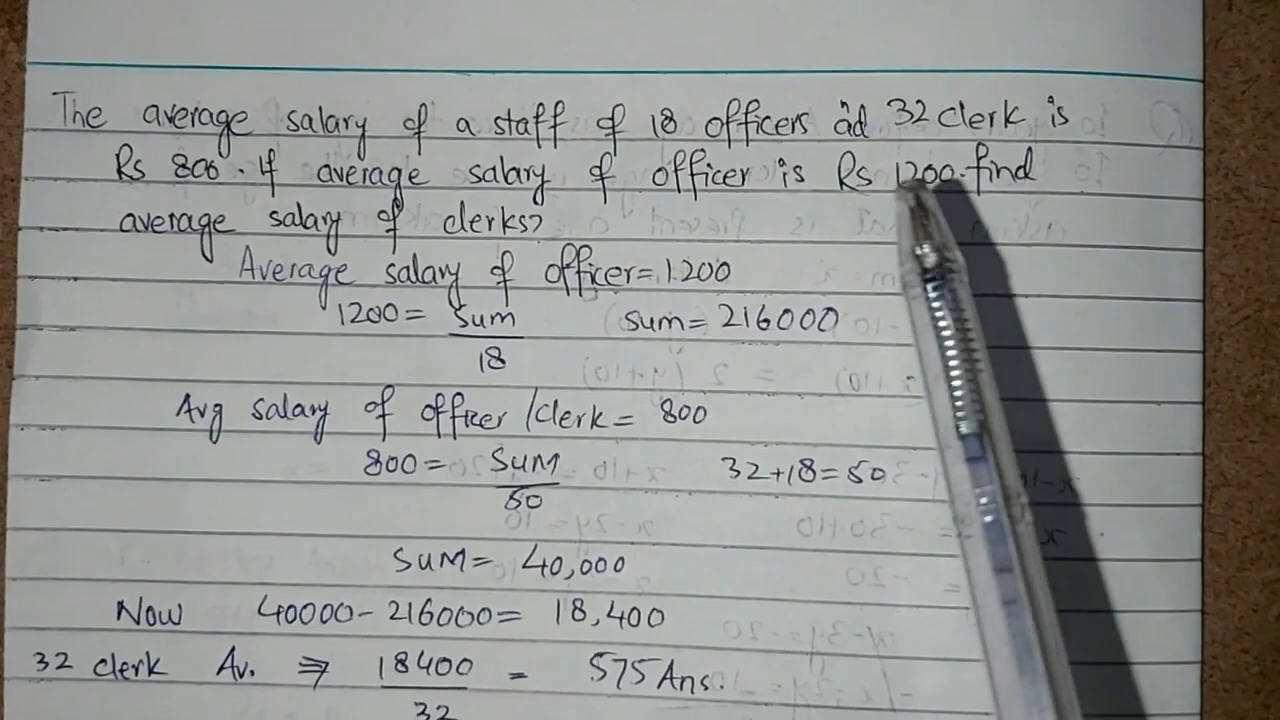 The average salary of a staff of 18 officers ad 32 clerk is
Rs 800. If average salary of officer is Rs 1200. find
average salary of clerks?
Average salary of officer = 1200
1200 = Sum sum = 216000
18
Avg salary of officer /clerk = 800
800 = Sum 32+18=50
50
Sum = 40,000
Now 40000 - 216000 = 18,400
32 clerk Av. ⇒ 18400 = 575 Ans.
32